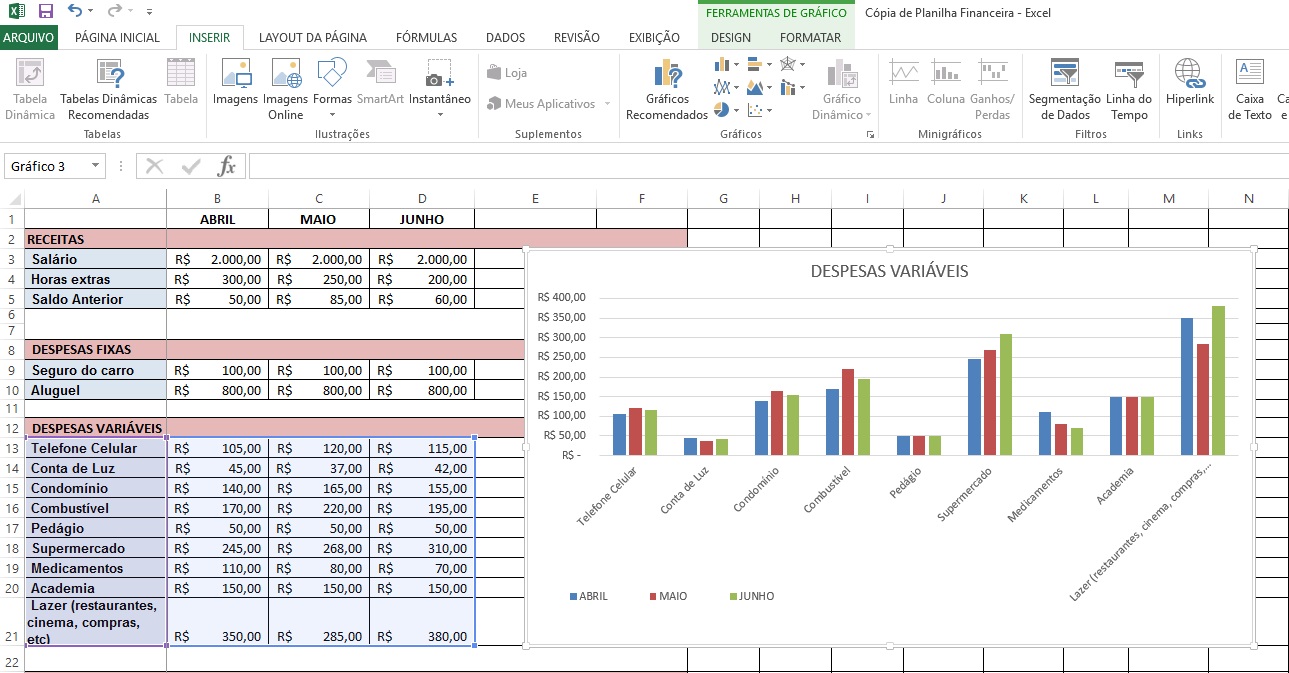 FERRAMENTAS DE GRÁFICO Cópia de Planilha Financeira - Excel
ARQUIVO PÁGINA INICIAL INSERIR LAYOUT DA PÁGINA FÓRMULAS DADOS REVISÃO EXIBIÇÃO DESIGN FORMATAR
Tabela Dinâmica
Tabelas Dinâmicas Recomendadas
Tabela
Tabelas
Imagens
Imagens Online
Formas
SmartArt
Instantâneo
Ilustrações
Loja
Meus Aplicativos
Suplementos
Gráficos Recomendados
Gráfico Dinâmico
Gráficos
Linha
Coluna
Ganhos/ Perdas
Minigráficos
Segmentação de Dados
Linha do Tempo
Filtros
Hiperlink
Links
Caixa de Texto
Ca
e
Gráfico 3 fx
A B C D E F G H I J K L M N
1 ABRIL MAIO JUNHO
2 RECEITAS
3 Salário R$ 2.000,00 R$ 2.000,00 R$ 2.000,00
4 Horas extras R$ 300,00 R$ 250,00 R$ 200,00
5 Saldo Anterior R$ 50,00 R$ 85,00 R$ 60,00
6
7
8 DESPESAS FIXAS
9 Seguro do carro R$ 100,00 R$ 100,00 R$ 100,00
10 Aluguel R$ 800,00 R$ 800,00 R$ 800,00
11
12 DESPESAS VARIÁVEIS
13 Telefone Celular R$ 105,00 R$ 120,00 R$ 115,00
14 Conta de Luz R$ 45,00 R$ 37,00 R$ 42,00
15 Condomínio R$ 140,00 R$ 165,00 R$ 155,00
16 Combustível R$ 170,00 R$ 220,00 R$ 195,00
17 Pedágio R$ 50,00 R$ 50,00 R$ 50,00
18 Supermercado R$ 245,00 R$ 268,00 R$ 310,00
19 Medicamentos R$ 110,00 R$ 80,00 R$ 70,00
20 Academia R$ 150,00 R$ 150,00 R$ 150,00
Lazer (restaurantes,
cinema, compras,
21 etc) R$ 350,00 R$ 285,00 R$ 380,00
22
DESPESAS VARIÁVEIS
R$ 400,00
R$ 350,00
R$ 300,00
R$ 250,00
R$ 200,00
R$ 150,00
R$ 100,00
R$ 50,00
R$ -
Telefone Celular
Conta de Luz
Condomínio
Combustível
Pedágio
Supermercado
Medicamentos
Academia
Lazer (restaurantes, cinema, compras,...
ABRIL MAIO JUNHO